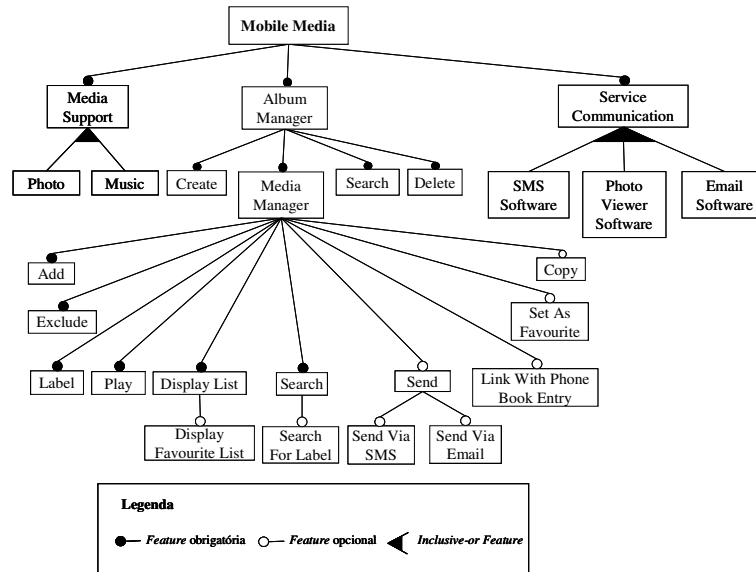 Mobile Media
Media
Support
Album
Manager
Service
Communication
Photo
Music
Create
Media
Manager
Search
Delete
SMS
Software
Photo
Viewer
Software
Email
Software
Add
Copy
Exclude
Set As
Favourite
Label
Play
Display List
Search
Send
Link With Phone
Book Entry
Display
Favourite List
Search
For Label
Send Via
SMS
Send Via
Email
Legenda
Feature obrigatória
Feature opcional
Inclusive-or Feature